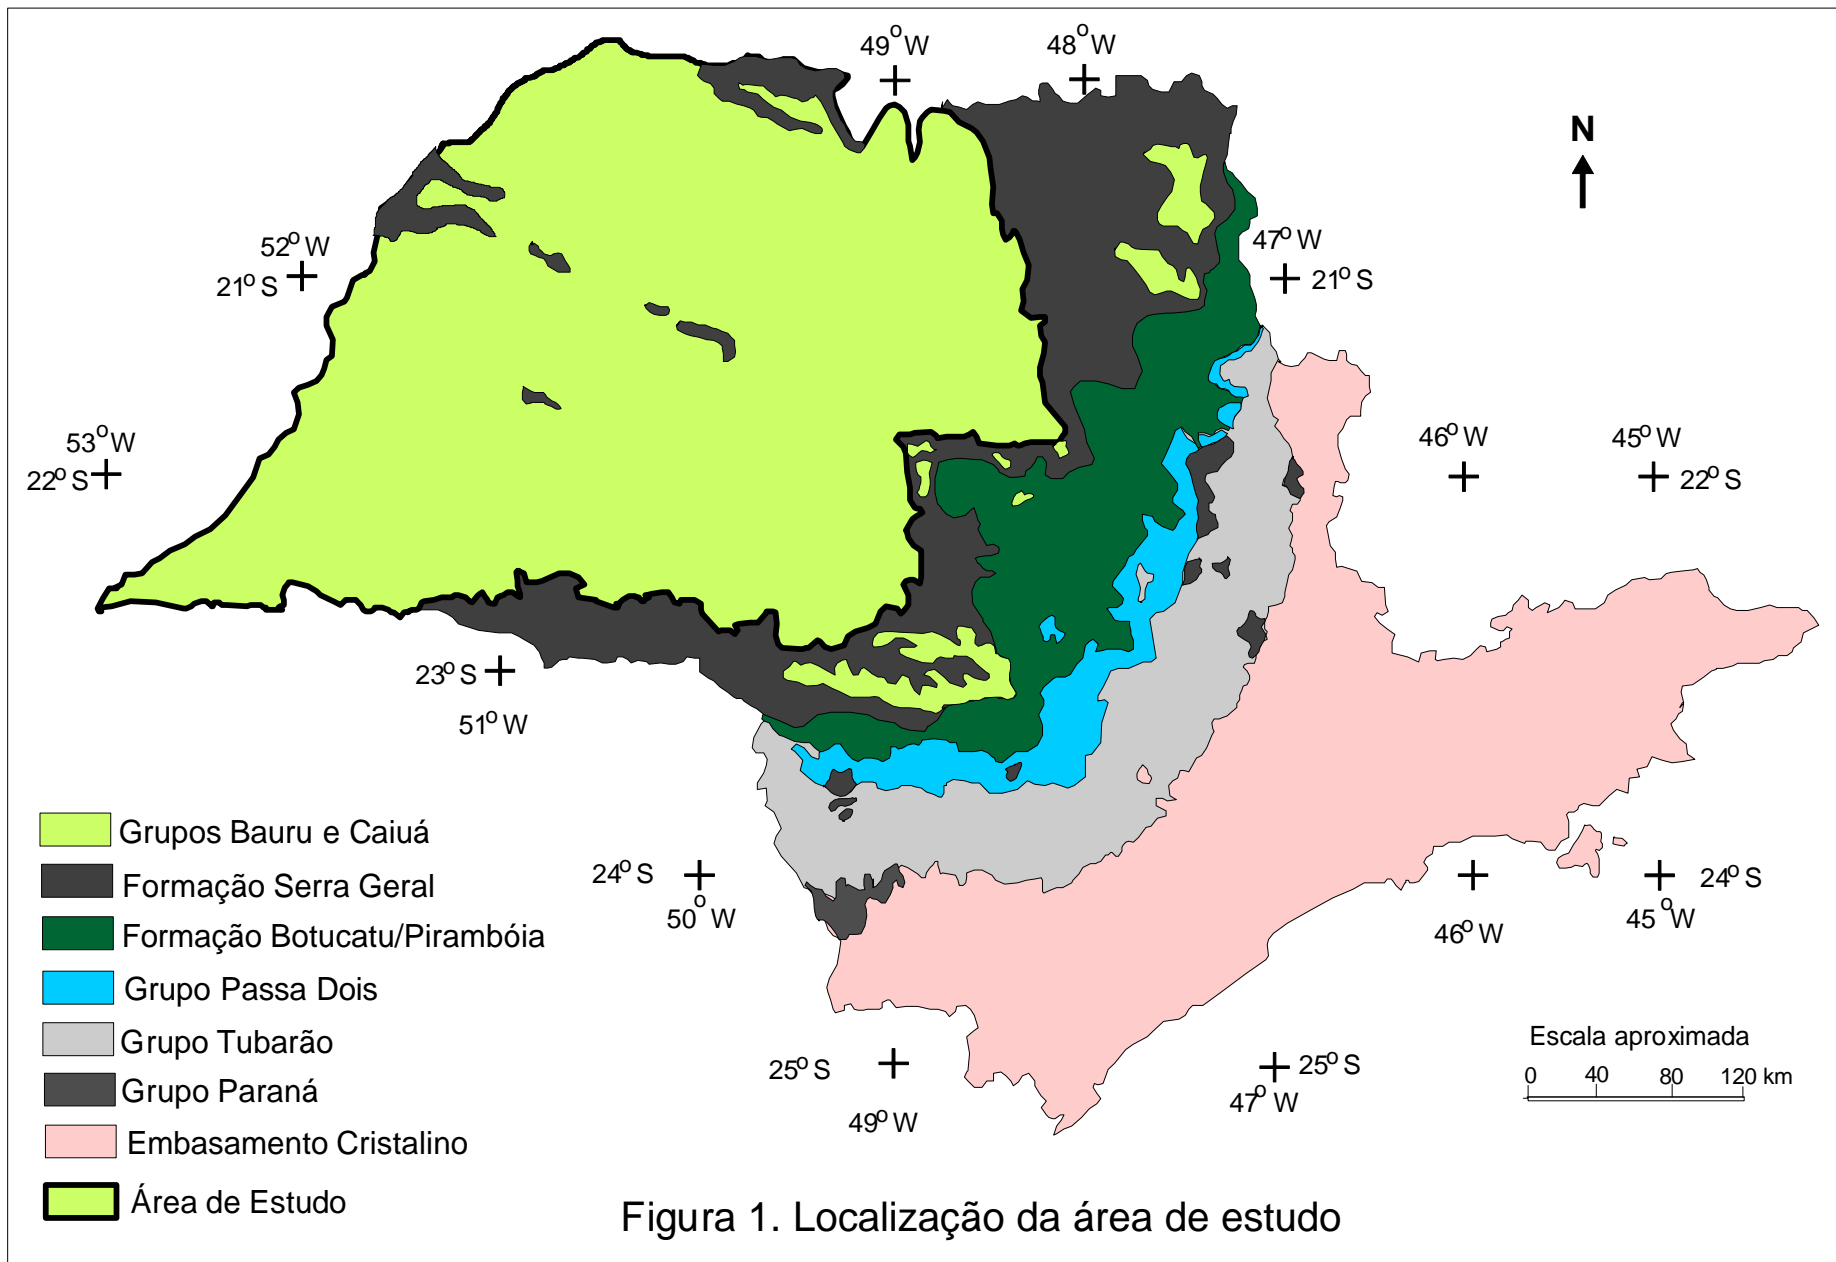 49° W
48° W
N
52° W
21° S
47° W
21° S
53° W
22° S
46° W
45° W
22° S
23° S
51° W
Grupos Bauru e Caiuá
Formação Serra Geral
Formação Botucatu/Pirambóia
Grupo Passa Dois
Grupo Tubarão
Grupo Paraná
Embasamento Cristalino
Área de Estudo
24° S
50° W
46° W
24° S
45° W
25° S
49° W
25° S
47° W
Escala aproximada
0 40 80 120 km
Figura 1. Localização da área de estudo